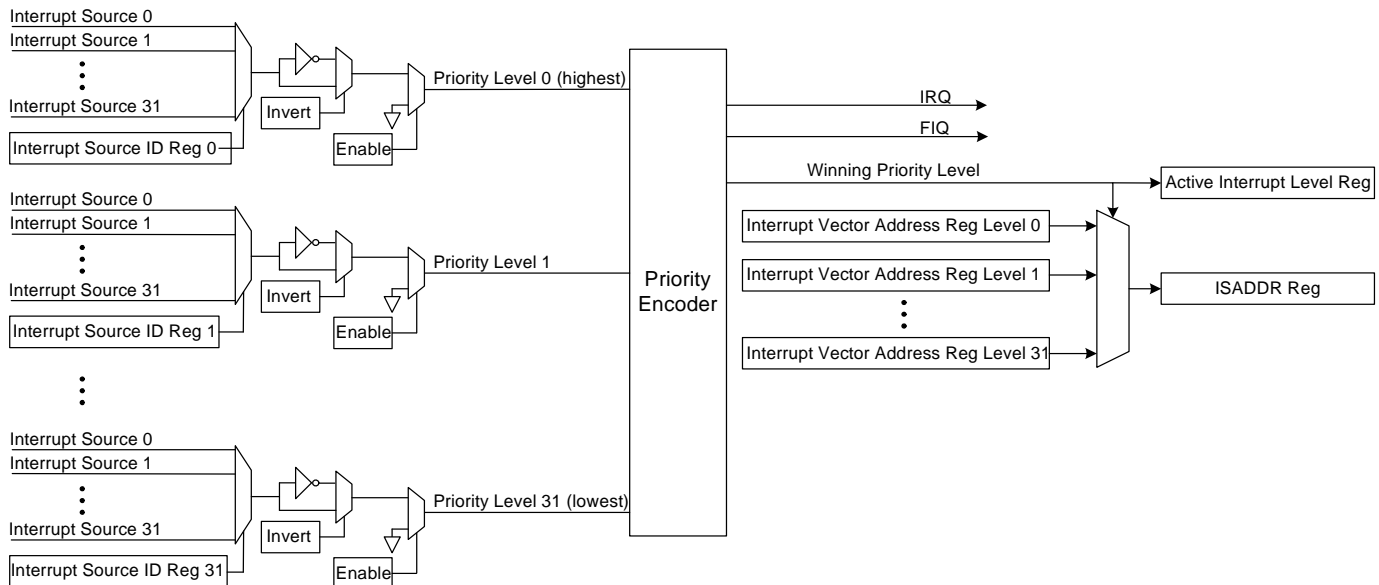 Interrupt Source 0
Interrupt Source 1
Interrupt Source 31
Interrupt Source ID Reg 0
Invert
Enable
Priority Level 0 (highest)
Interrupt Source 0
Interrupt Source 1
Interrupt Source 31
Interrupt Source ID Reg 1
Invert
Enable
Priority Level 1
Interrupt Source 0
Interrupt Source 1
Interrupt Source 31
Interrupt Source ID Reg 31
Invert
Enable
Priority Level 31 (lowest)
Priority
Encoder
IRQ
FIQ
Winning Priority Level
Active Interrupt Level Reg
Interrupt Vector Address Reg Level 0
Interrupt Vector Address Reg Level 1
Interrupt Vector Address Reg Level 31
ISADDR Reg